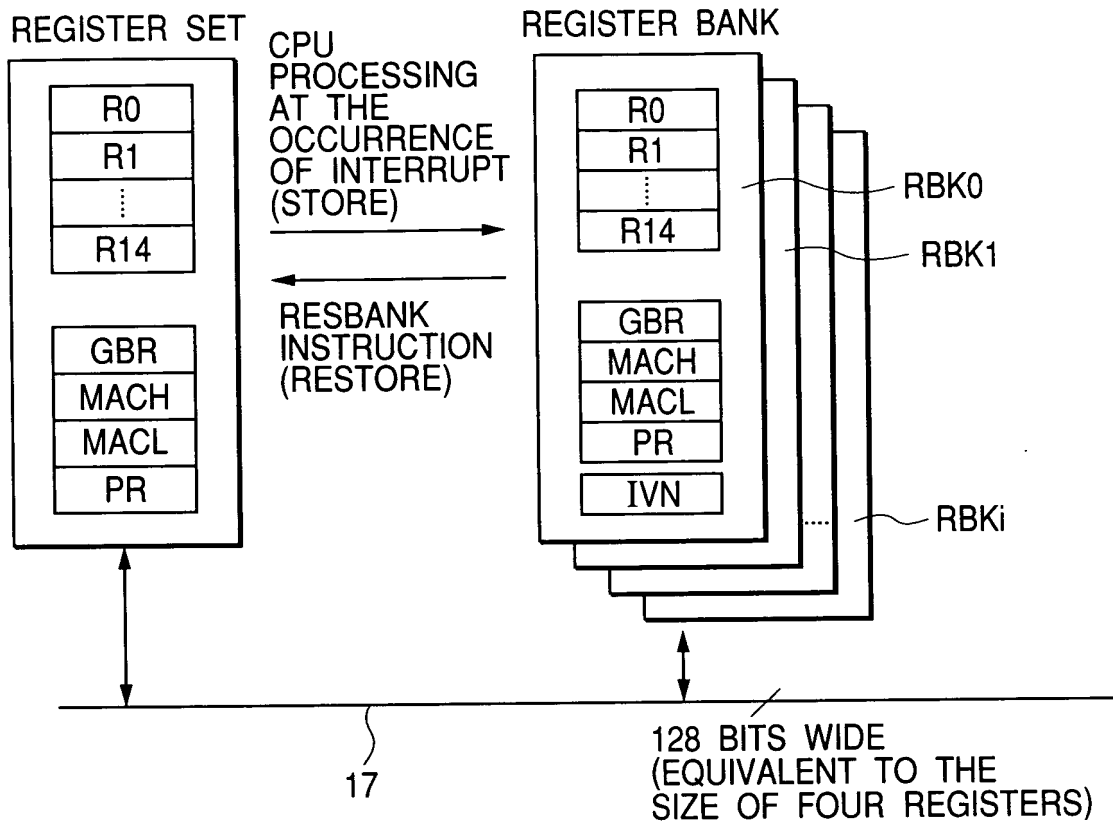 REGISTER SET
R0
R1
R14
GBR
MACH
MACL
PR
CPU
PROCESSING
AT THE
OCCURRENCE
OF INTERRUPT
(STORE)
RESBANK
INSTRUCTION
(RESTORE)
REGISTER BANK
R0
R1
R14
GBR
MACH
MACL
PR
IVN
RBK0
RBK1
RBKi
17
128 BITS WIDE
(EQUIVALENT TO THE
SIZE OF FOUR REGISTERS)